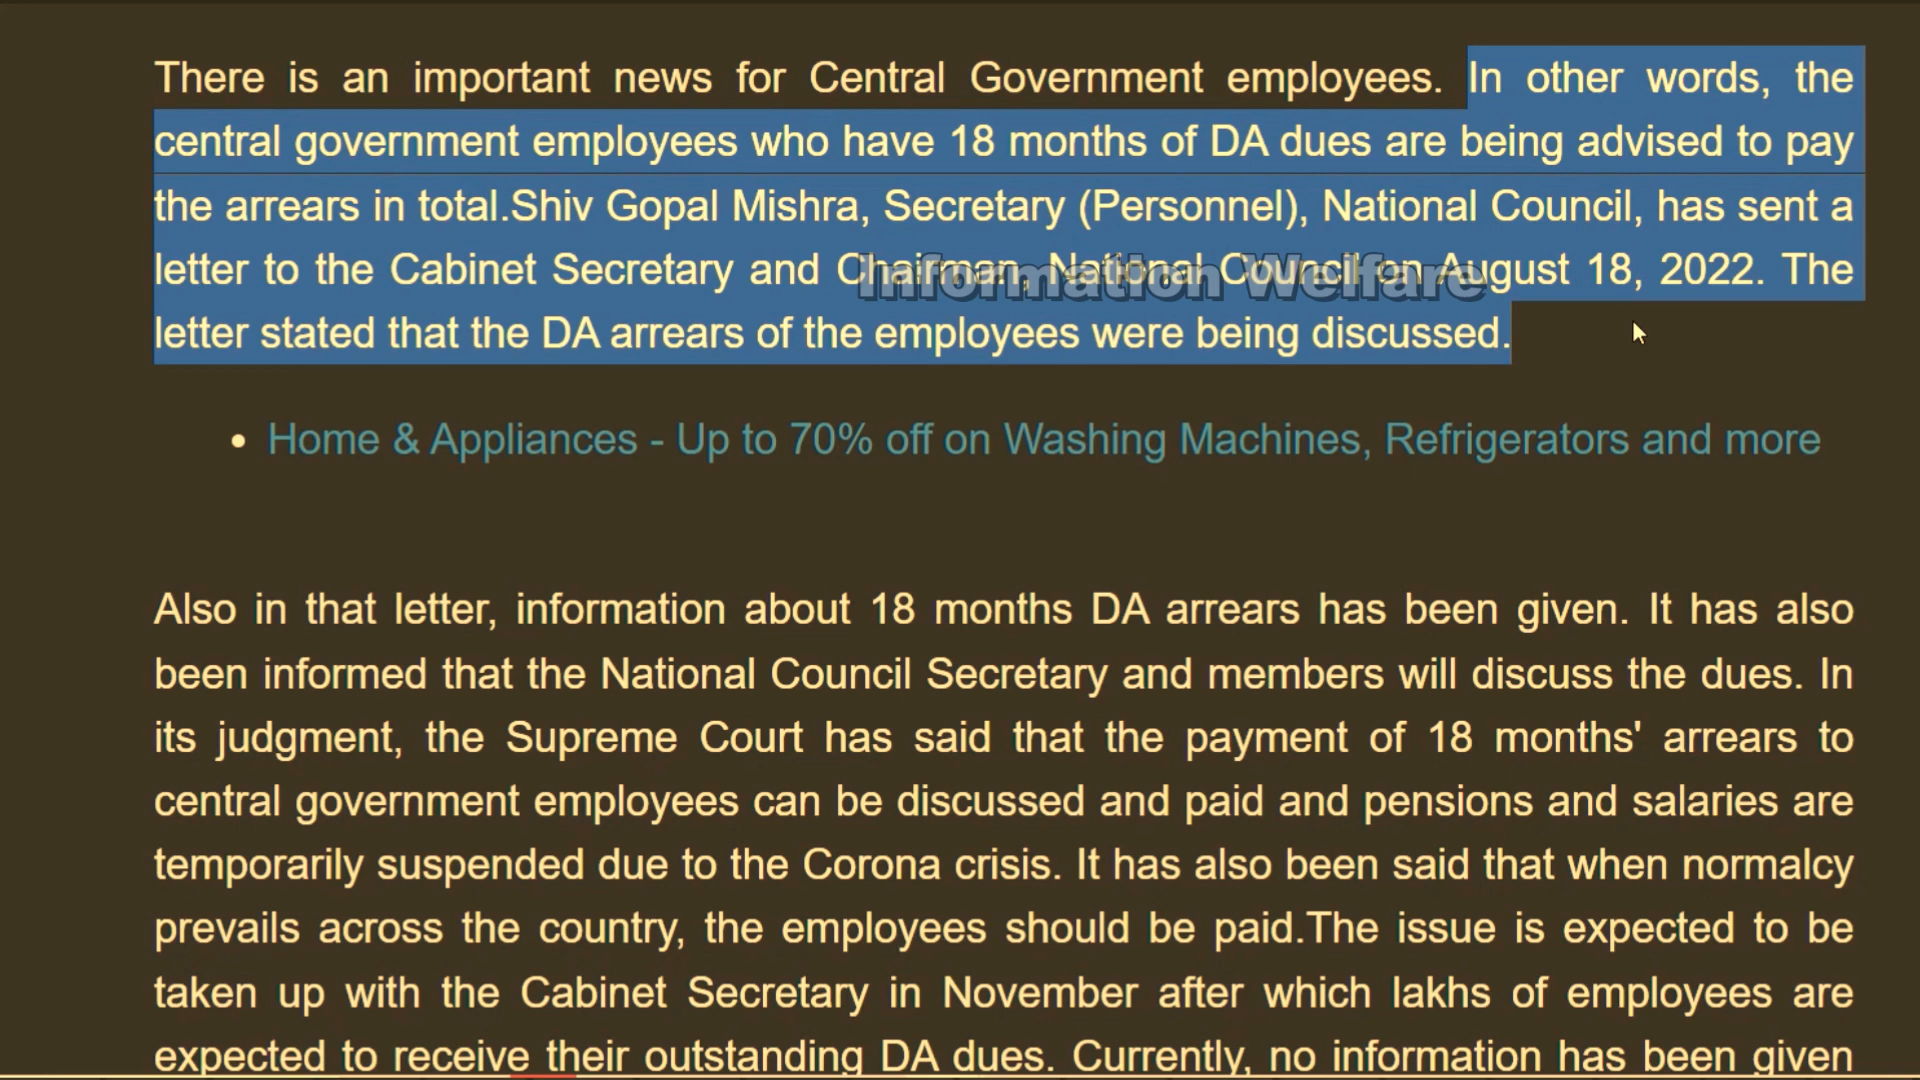 There is an important news for Central Government employees. In other words, the
central government employees who have 18 months of DA dues are being advised to pay
the arrears in total.Shiv Gopal Mishra, Secretary (Personnel), National Council, has sent a
letter to the Cabinet Secretary and Chairman, National Council on August 18, 2022. The
Information Welfare
letter stated that the DA arrears of the employees were being discussed.
• Home & Appliances - Up to 70% off on Washing Machines, Refrigerators and more
Also in that letter, information about 18 months DA arrears has been given. It has also
been informed that the National Council Secretary and members will discuss the dues. In
its judgment, the Supreme Court has said that the payment of 18 months' arrears to
central government employees can be discussed and paid and pensions and salaries are
temporarily suspended due to the Corona crisis. It has also been said that when normalcy
prevails across the country, the employees should be paid.The issue is expected to be
taken up with the Cabinet Secretary in November after which lakhs of employees are
expected to receive their outstanding DA dues. Currently, no information has been given